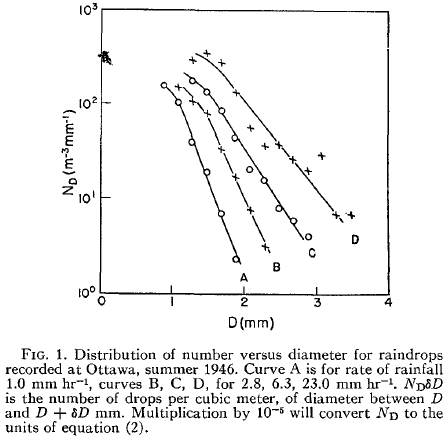 10³
10²
10¹
10⁰
N_D (m⁻³mm⁻¹)
0 1 2 3 4
D(mm)
A
B
C
D
FIG. 1. Distribution of number versus diameter for raindrops
recorded at Ottawa, summer 1946. Curve A is for rate of rainfall
1.0 mm hr⁻¹, curves B, C, D, for 2.8, 6.3, 23.0 mm hr⁻¹. N_DδD
is the number of drops per cubic meter, of diameter between D
and D + δD mm. Multiplication by 10⁻⁵ will convert N_D to the
units of equation (2).